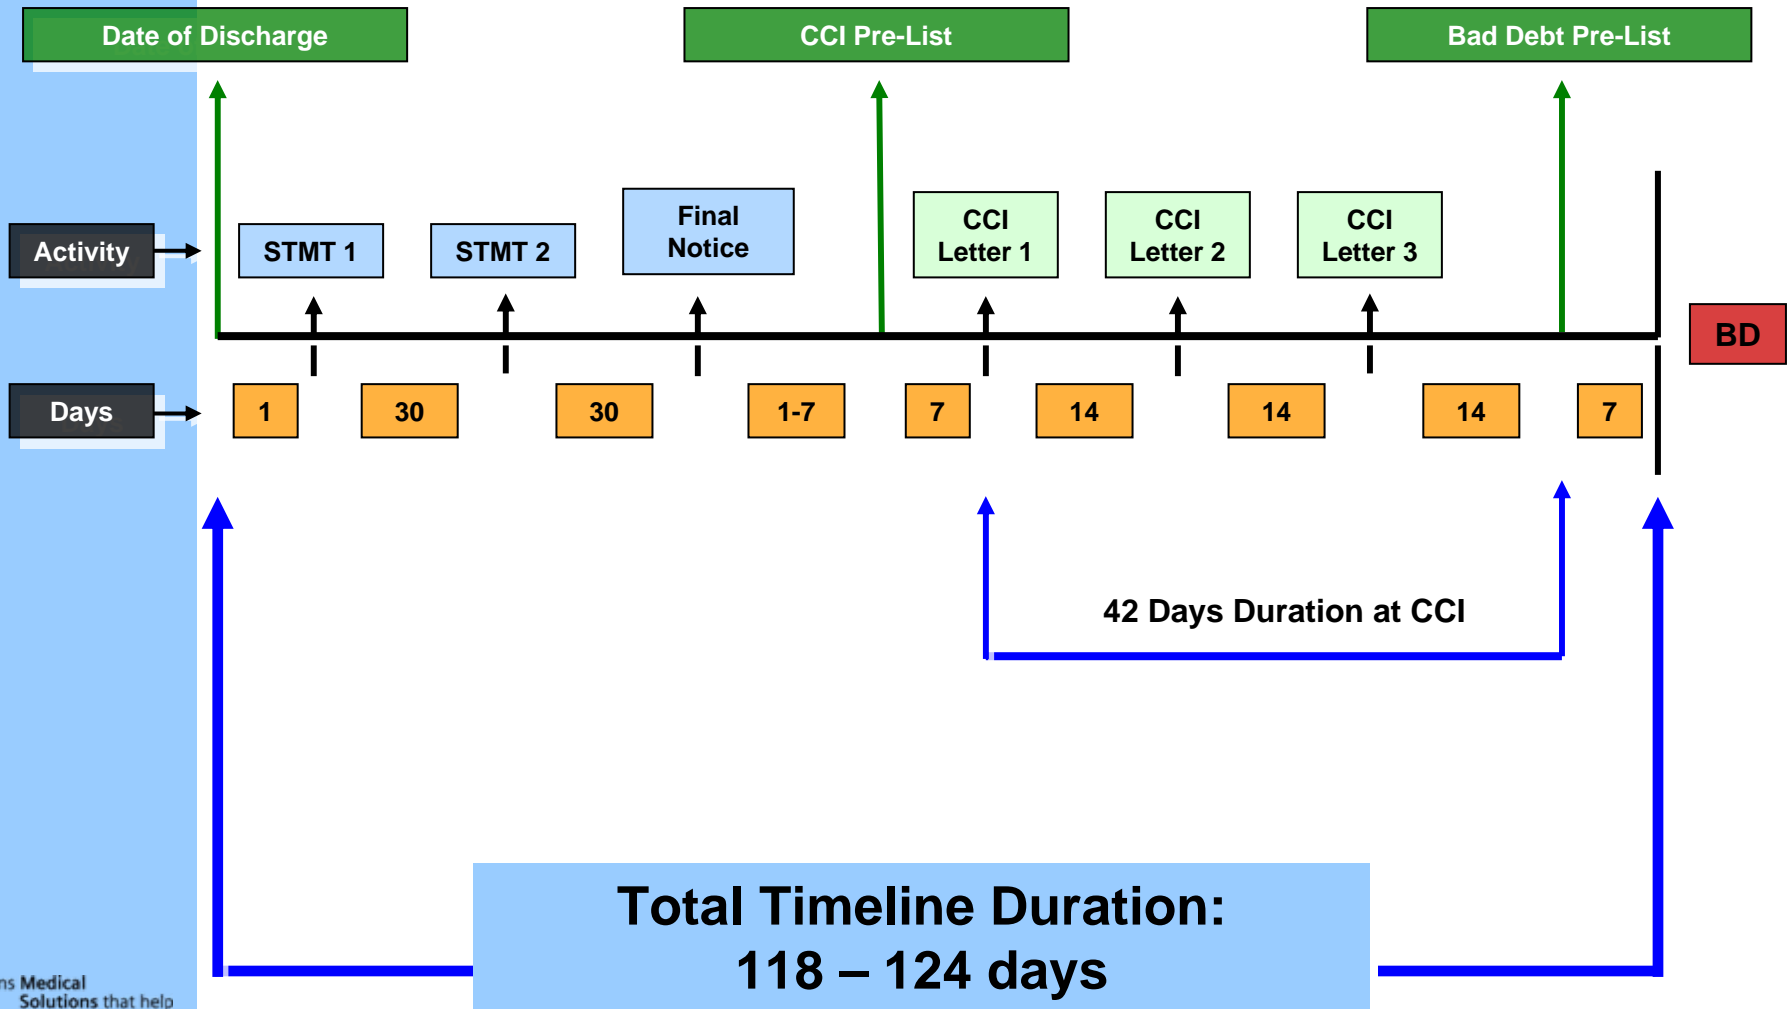 Date of Discharge
CCI Pre-List
Bad Debt Pre-List
Activity
STMT 1
STMT 2
Final
Notice
CCI
Letter 1
CCI
Letter 2
CCI
Letter 3
BD
Days
1
30
30
1-7
7
14
14
14
7
42 Days Duration at CCI
Total Timeline Duration:
118 – 124 days
ns Medical
Solutions that help